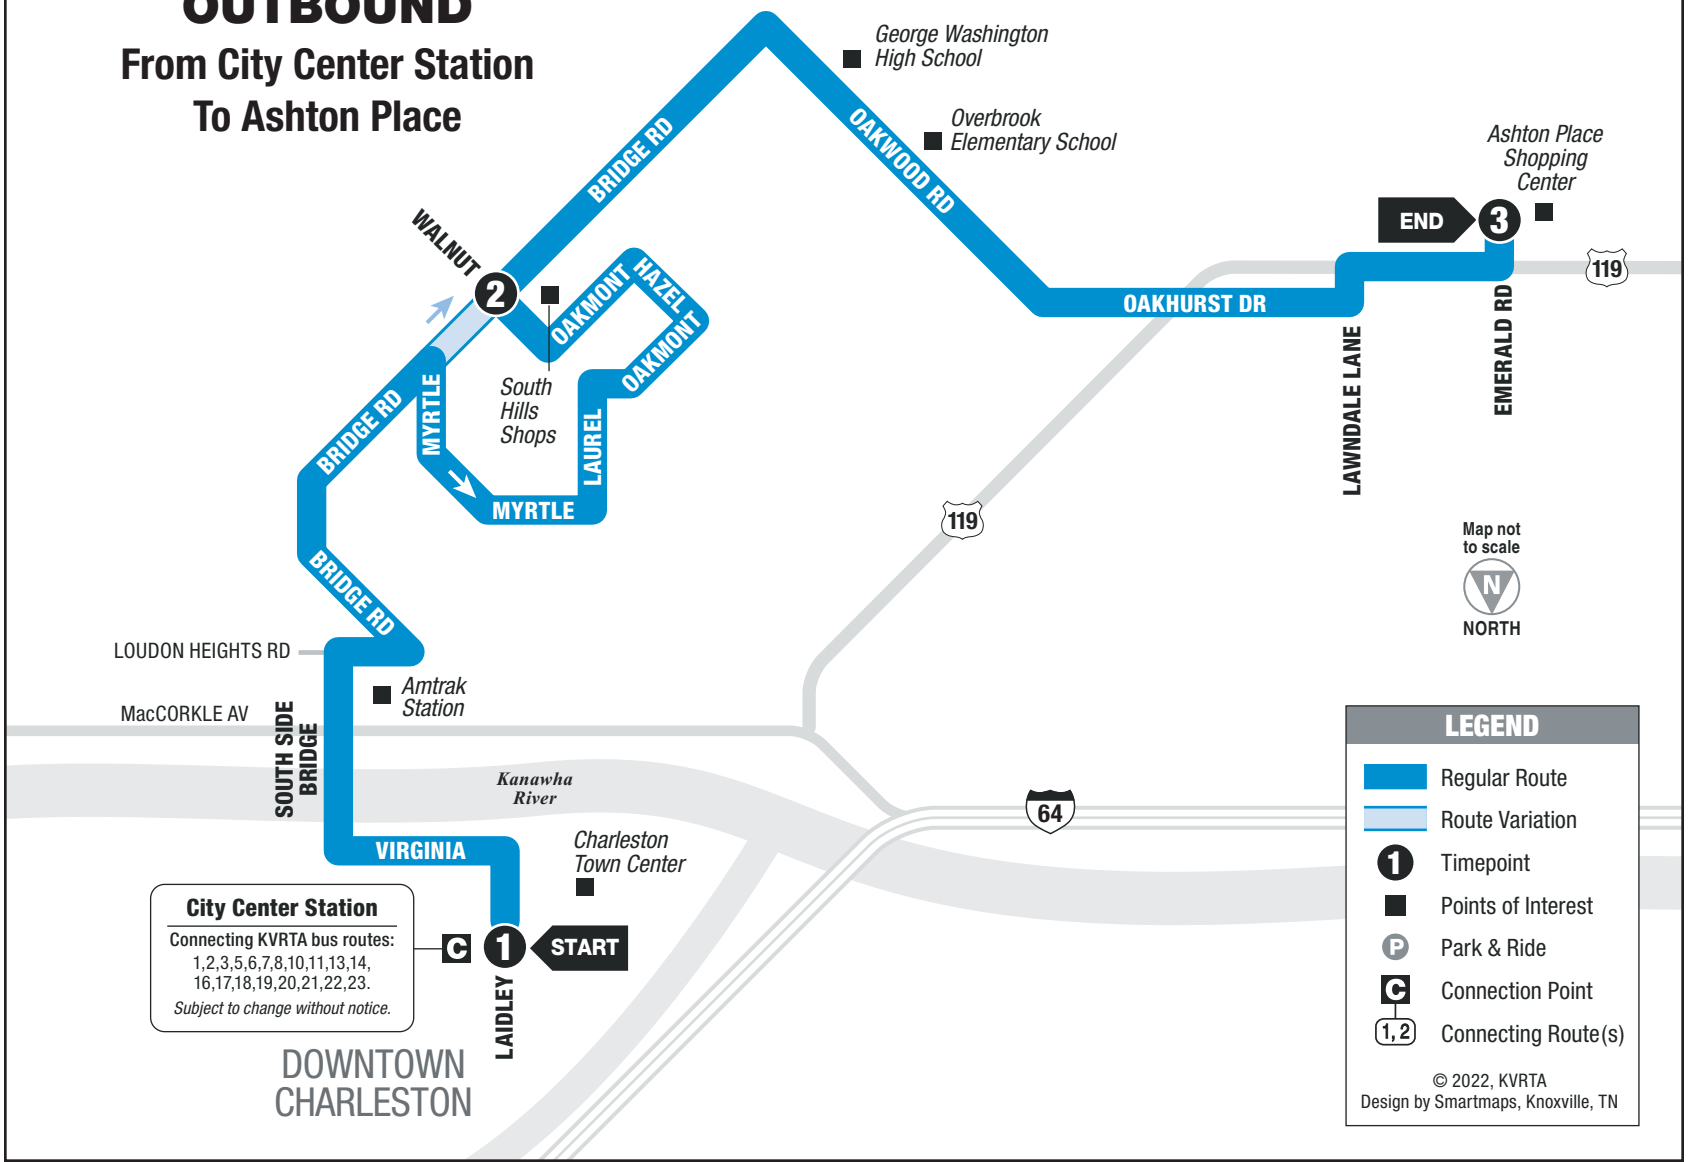 OUTBOUND
From City Center Station
To Ashton Place
George Washington
High School
Overbrook
Elementary School
Ashton Place
Shopping
Center
BRIDGE RD
OAKWOOD RD
WALNUT
2
END
3
119
OAKMONT
HAZEL
OAKMONT
OAKHURST DR
South
Hills
Shops
MYRTLE
BRIDGE RD
LAUREL
MYRTLE
LAWNDALE LANE
EMERALD RD
119
Map not
to scale
N
NORTH
BRIDGE RD
LOUDON HEIGHTS RD
Amtrak
Station
MacCORKLE AV
SOUTH SIDE
BRIDGE
Kanawha
River
64
VIRGINIA
Charleston
Town Center
City Center Station
Connecting KVRTA bus routes:
1,2,3,5,6,7,8,10,11,13,14,
16,17,18,19,20,21,22,23.
Subject to change without notice.
C
1
START
LAIDLEY
DOWNTOWN
CHARLESTON
LEGEND
Regular Route
Route Variation
1 Timepoint
Points of Interest
P Park & Ride
C Connection Point
1, 2 Connecting Route(s)
© 2022, KVRTA
Design by Smartmaps, Knoxville, TN